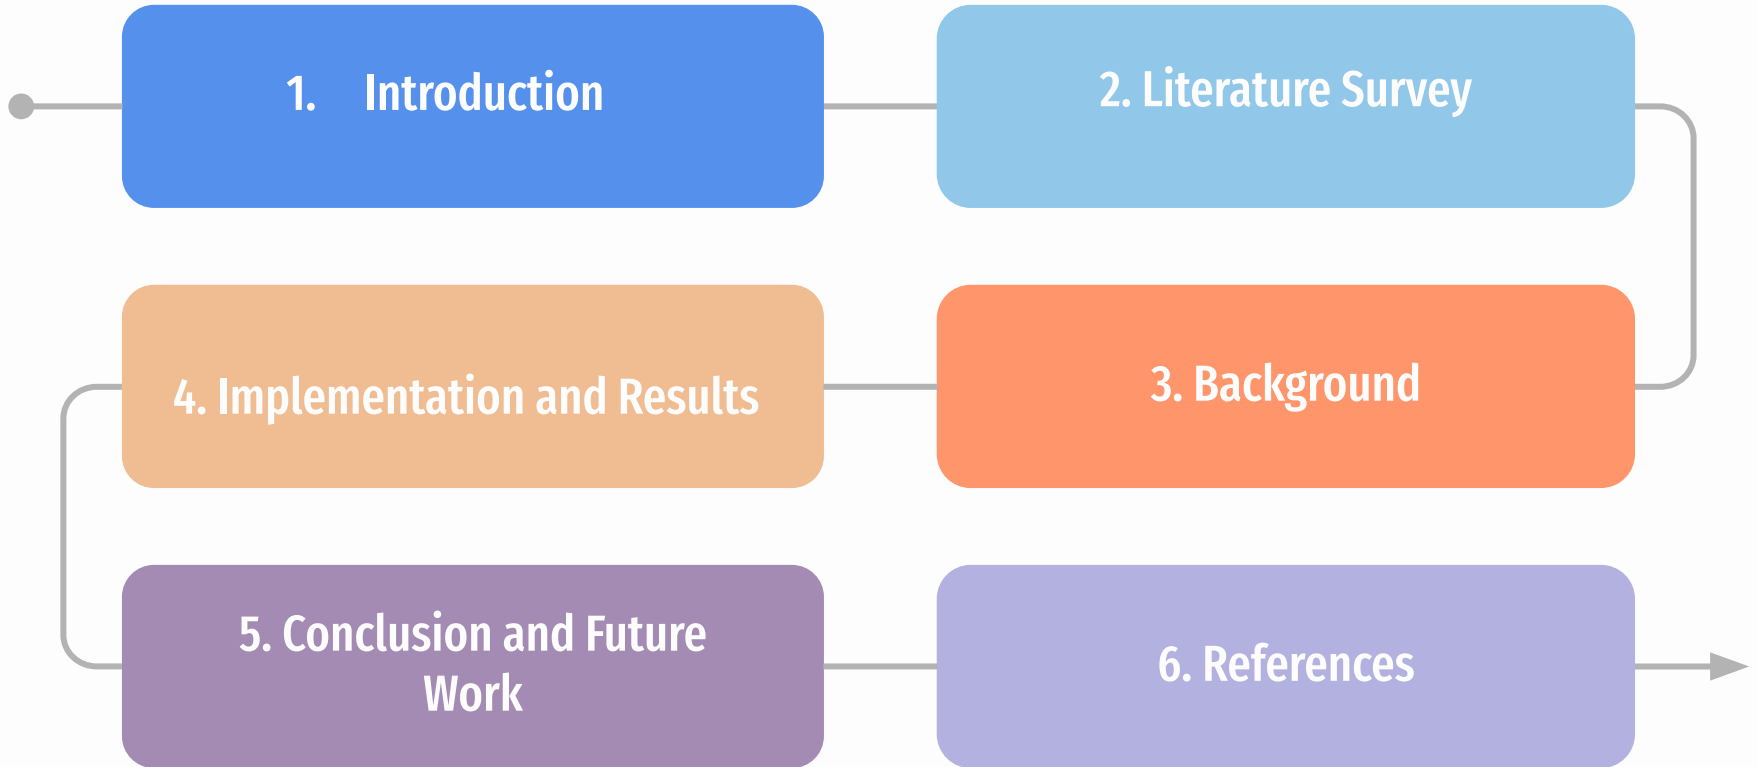 1. Introduction
2. Literature Survey
3. Background
4. Implementation and Results
5. Conclusion and Future
Work
6. References